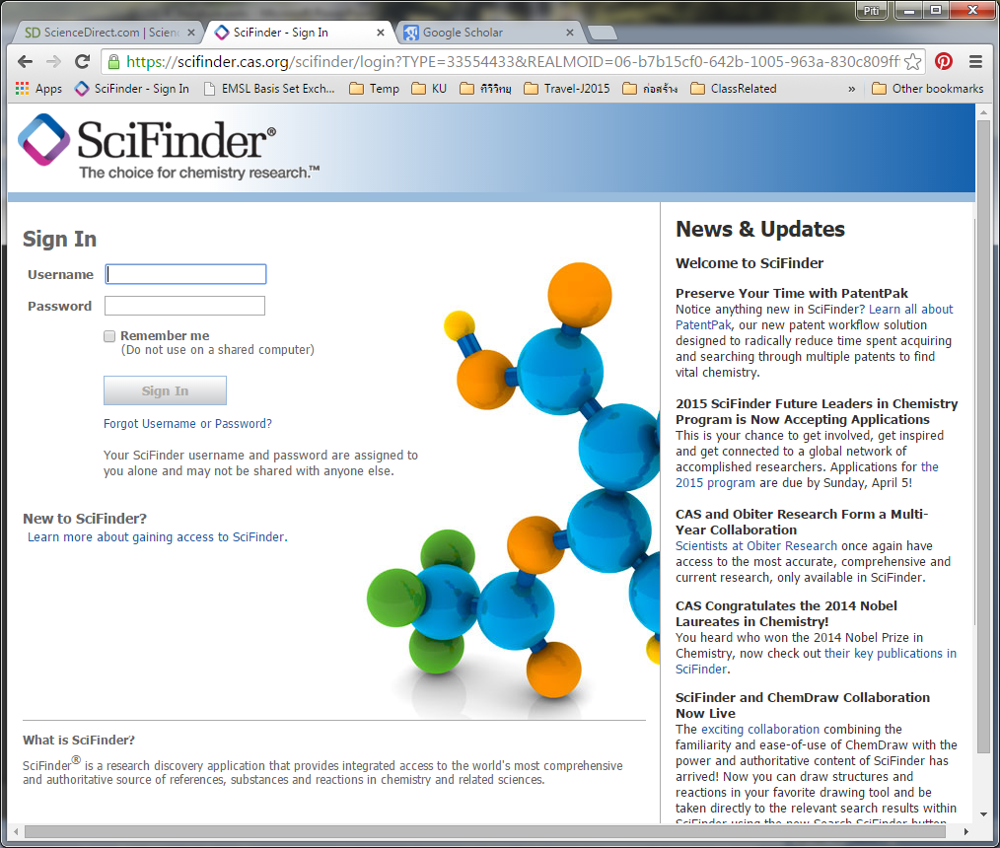 Piti
SD ScienceDirect.com | Scienc
SciFinder - Sign In
Google Scholar
https://scifinder.cas.org/scifinder/login?TYPE=33554433&REALMOID=06-b7b15cf0-642b-1005-963a-830c809fff
Apps SciFinder - Sign In EMSL Basis Set Exch... Temp KU กีวิวิทยุ Travel-J2015 ก่อสร้าง ClassRelated » Other bookmarks
SciFinder®
The choice for chemistry research.™
Sign In
Username
Password
Remember me
(Do not use on a shared computer)
Sign In
Forgot Username or Password?
Your SciFinder username and password are assigned to
you alone and may not be shared with anyone else.
New to SciFinder?
Learn more about gaining access to SciFinder.
What is SciFinder?
SciFinder® is a research discovery application that provides integrated access to the world's most comprehensive
and authoritative source of references, substances and reactions in chemistry and related sciences.
News & Updates
Welcome to SciFinder
Preserve Your Time with PatentPak
Notice anything new in SciFinder? Learn all about
PatentPak, our new patent workflow solution
designed to radically reduce time spent acquiring
and searching through multiple patents to find
vital chemistry.
2015 SciFinder Future Leaders in Chemistry
Program is Now Accepting Applications
This is your chance to get involved, get inspired
and get connected to a global network of
accomplished researchers. Applications for the
2015 program are due by Sunday, April 5!
CAS and Obiter Research Form a Multi-
Year Collaboration
Scientists at Obiter Research once again have
access to the most accurate, comprehensive and
current research, only available in SciFinder.
CAS Congratulates the 2014 Nobel
Laureates in Chemistry!
You heard who won the 2014 Nobel Prize in
Chemistry, now check out their key publications in
SciFinder.
SciFinder and ChemDraw Collaboration
Now Live
The exciting collaboration combining the
familiarity and ease-of-use of ChemDraw with the
power and authoritative content of SciFinder has
arrived! Now you can draw structures and
reactions in your favorite drawing tool and be
taken directly to the relevant search results within
SciFinder using the new Search SciFinder button